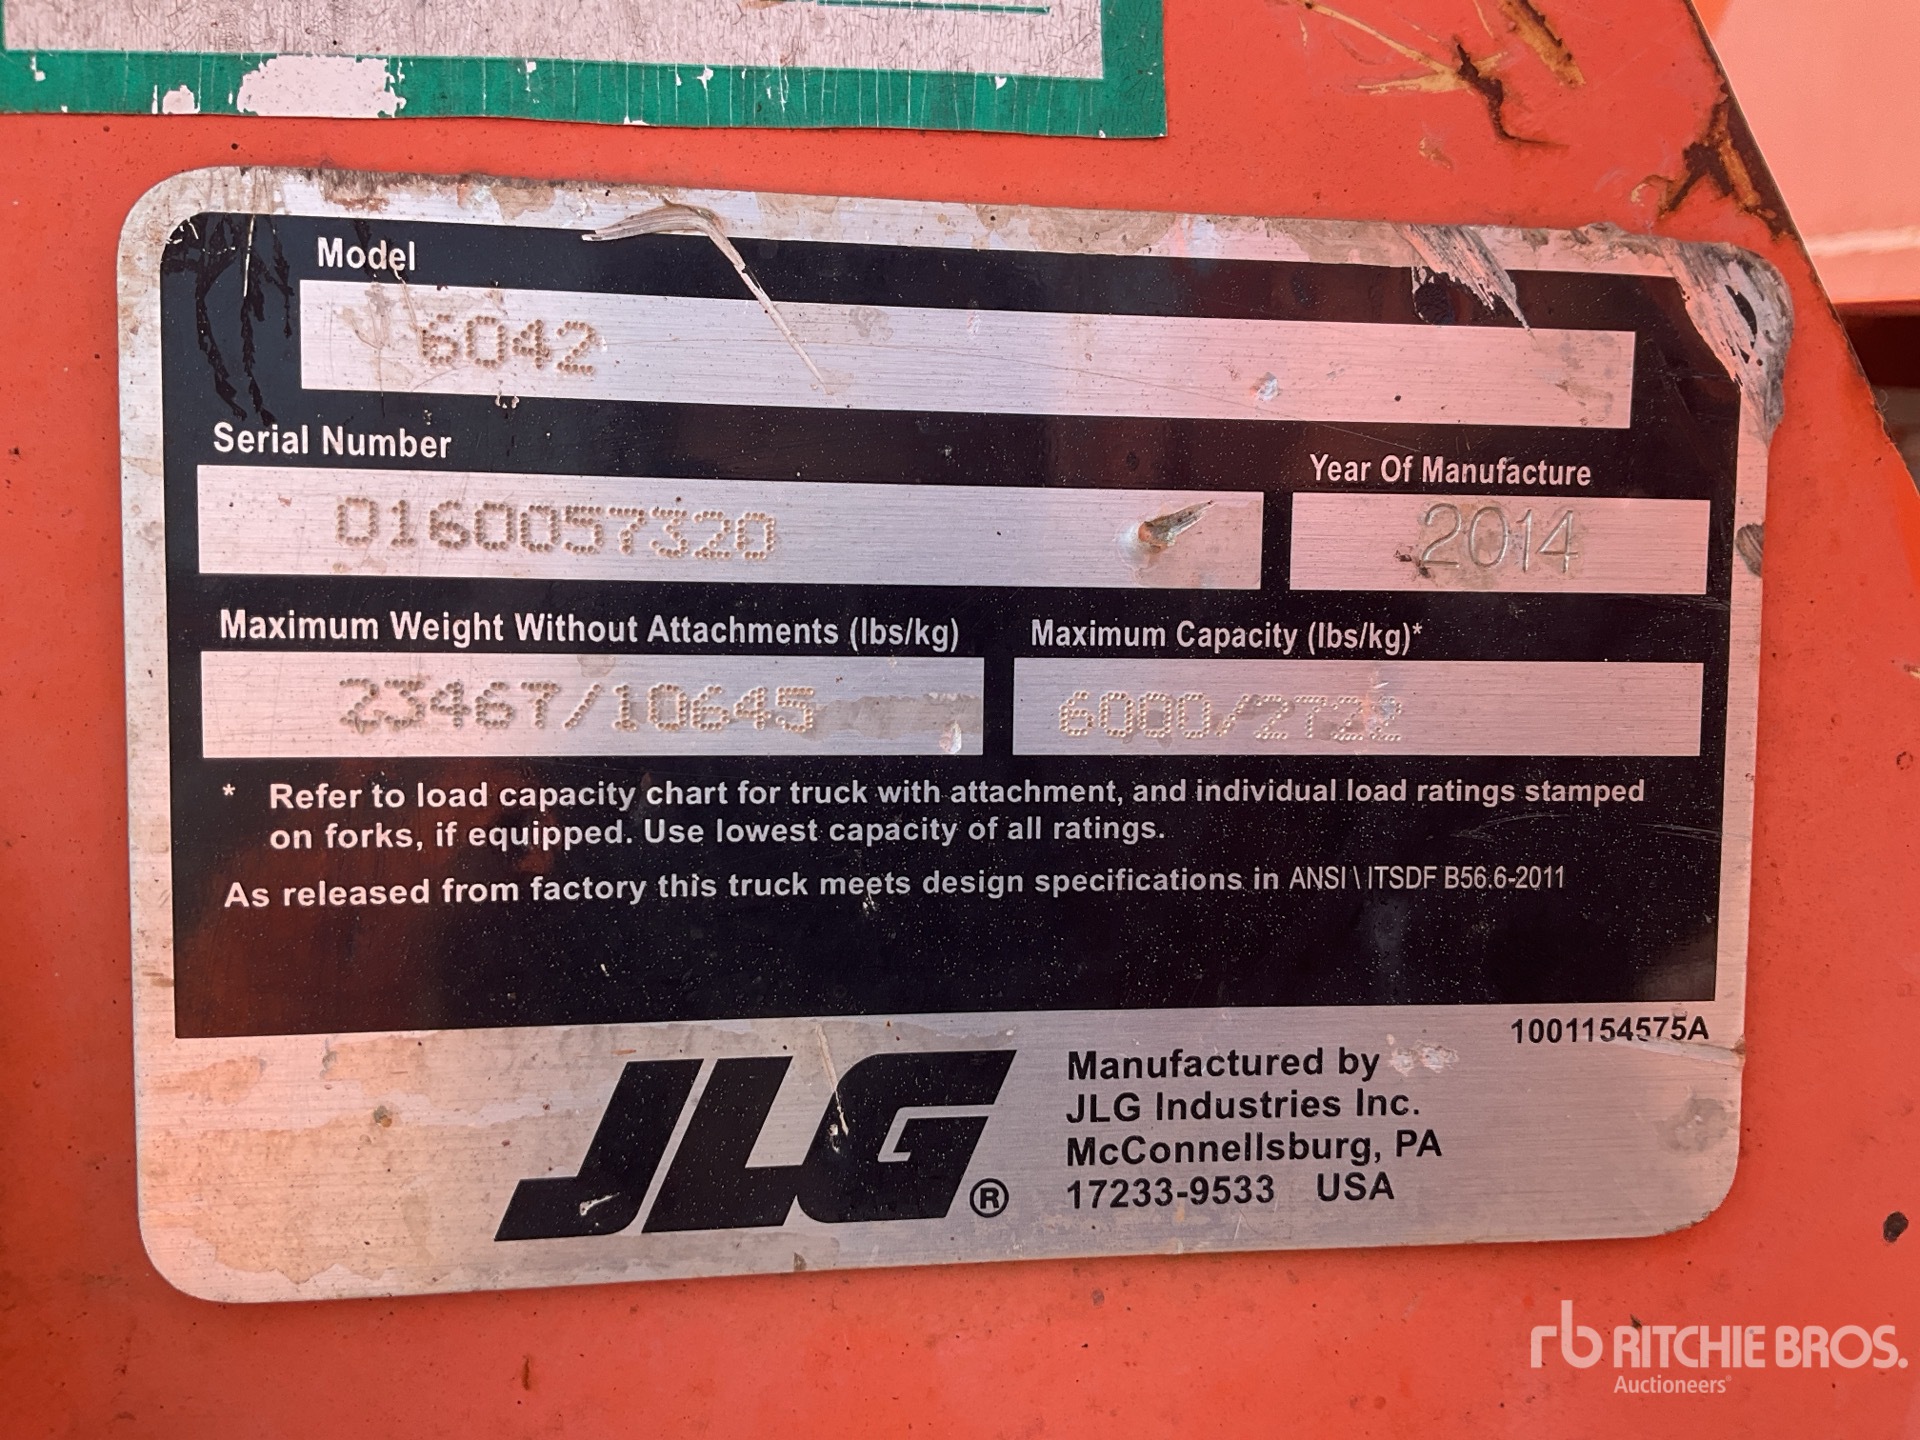 Model
6042
Serial Number
0160057320
Year Of Manufacture
2014
Maximum Weight Without Attachments (lbs/kg)
23467/10645
Maximum Capacity (lbs/kg)*
6000/2722
* Refer to load capacity chart for truck with attachment, and individual load ratings stamped
on forks, if equipped. Use lowest capacity of all ratings.
As released from factory this truck meets design specifications in ANSI \ ITSDF B56.6-2011
1001154575A
JLG®
Manufactured by
JLG Industries Inc.
McConnellsburg, PA
17233-9533 USA
rb RITCHIE BROS.
Auctioneers